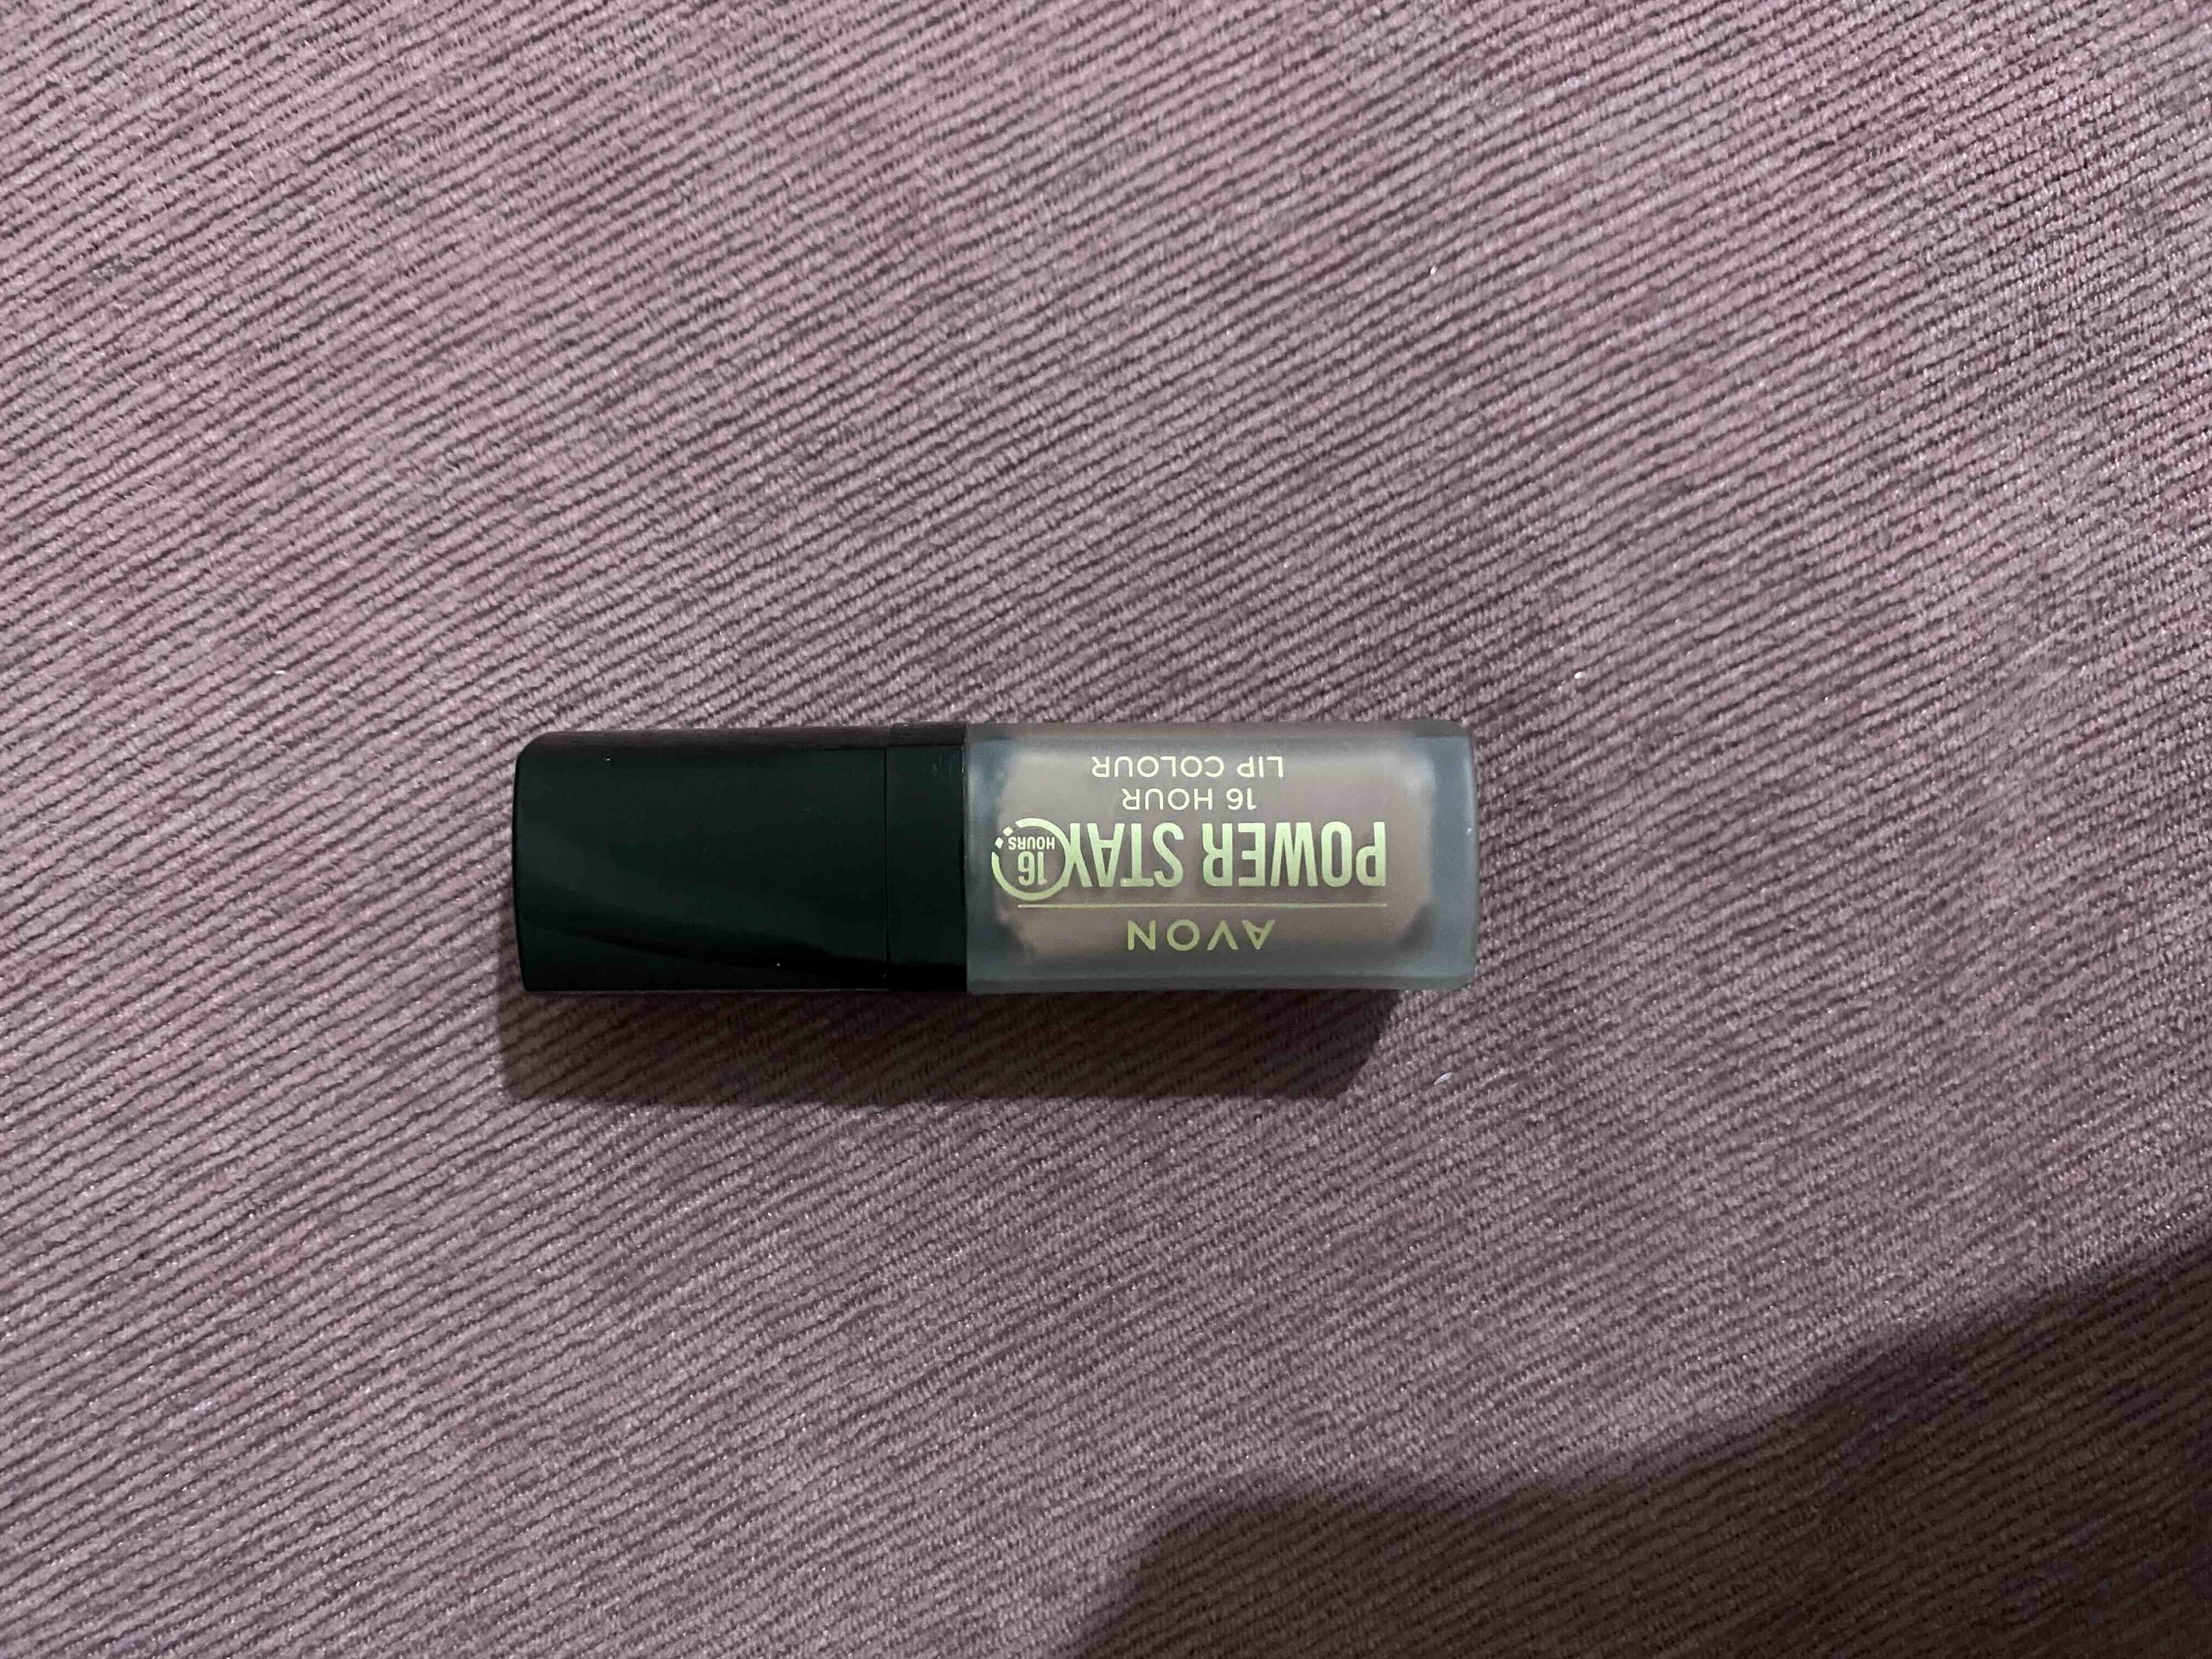 AVON
POWER STAY
16
HOURS
16 HOUR
LIP COLOUR